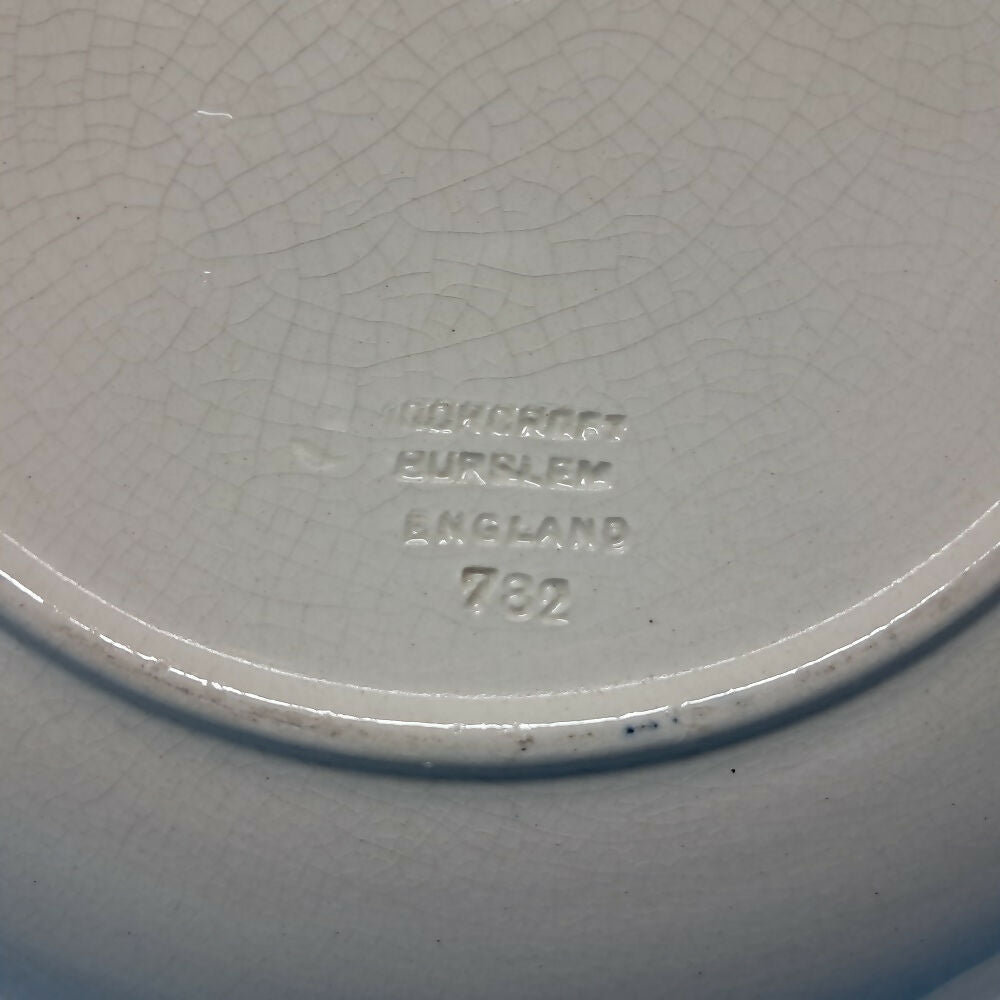 MOORCROFT
BURSLEM
ENGLAND
782